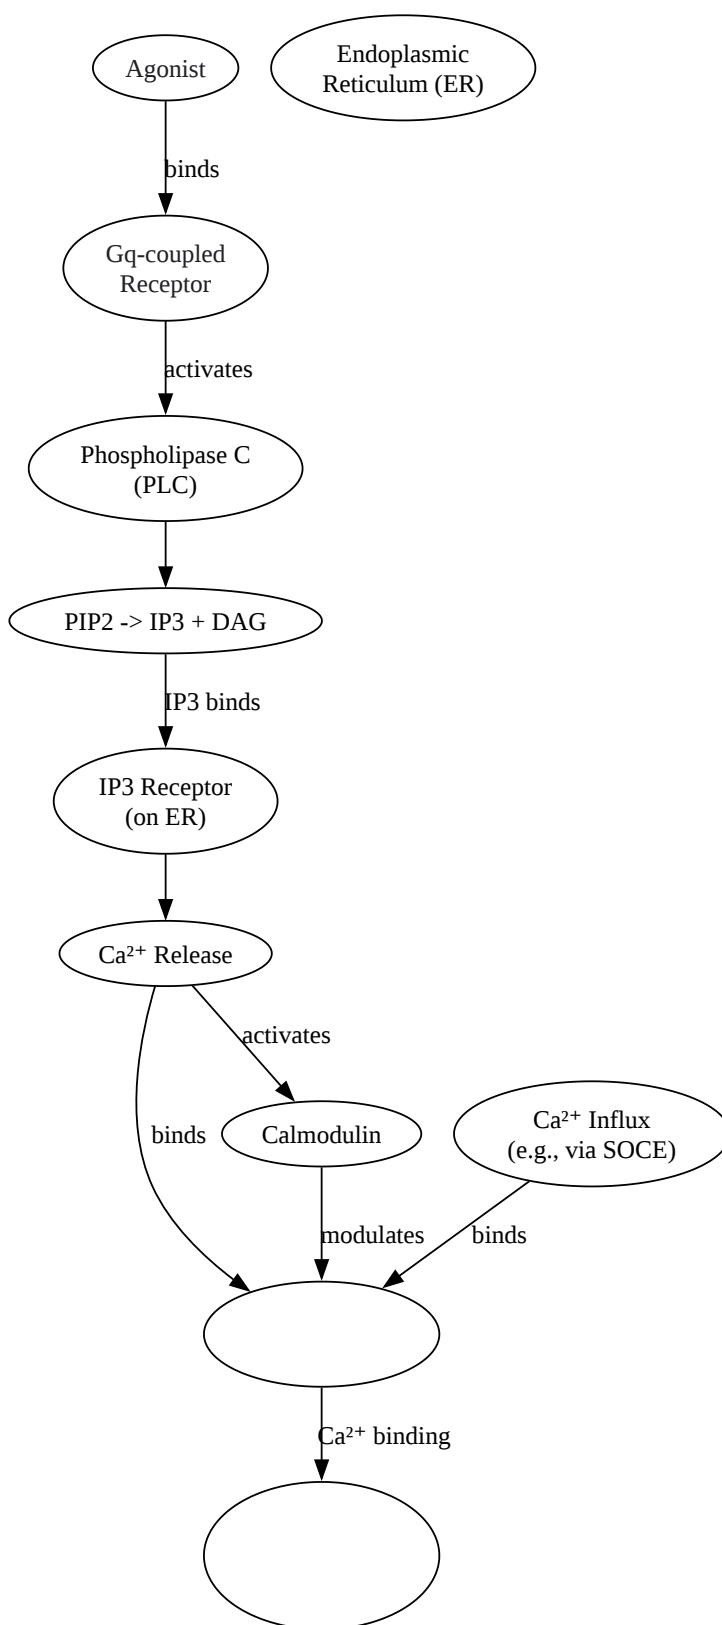 Agonist
Endoplasmic
Reticulum (ER)
binds
Gq-coupled
Receptor
activates
Phospholipase C
(PLC)
PIP2 -> IP3 + DAG
IP3 binds
IP3 Receptor
(on ER)
Ca²⁺ Release
activates
binds
Calmodulin
Ca²⁺ Influx
(e.g., via SOCE)
modulates
binds
Ca²⁺ binding